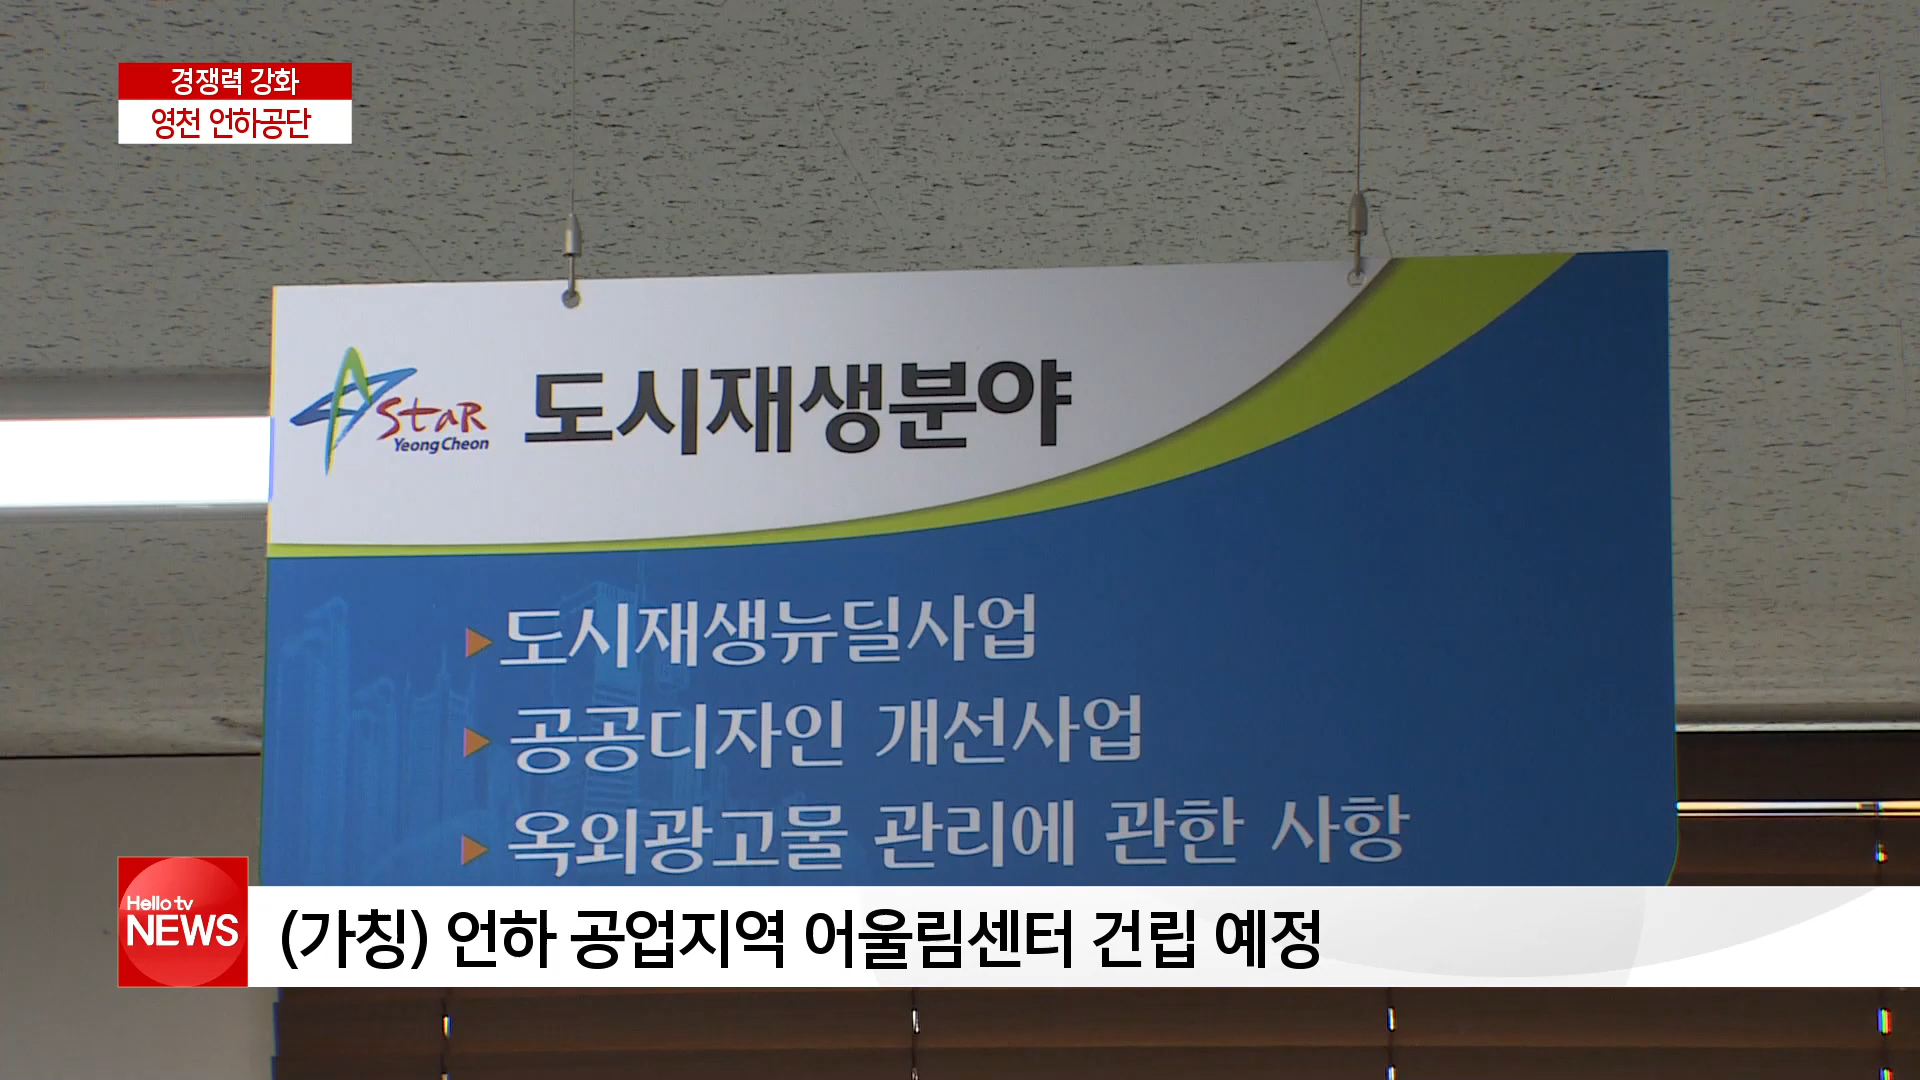 경쟁력 강화
영천 언하공단
STaR
YeongCheon
도시재생분야
▶도시재생뉴딜사업
▶공공디자인 개선사업
▶옥외광고물 관리에 관한 사항
Hello tv
NEWS
(가칭) 언하 공업지역 어울림센터 건립 예정